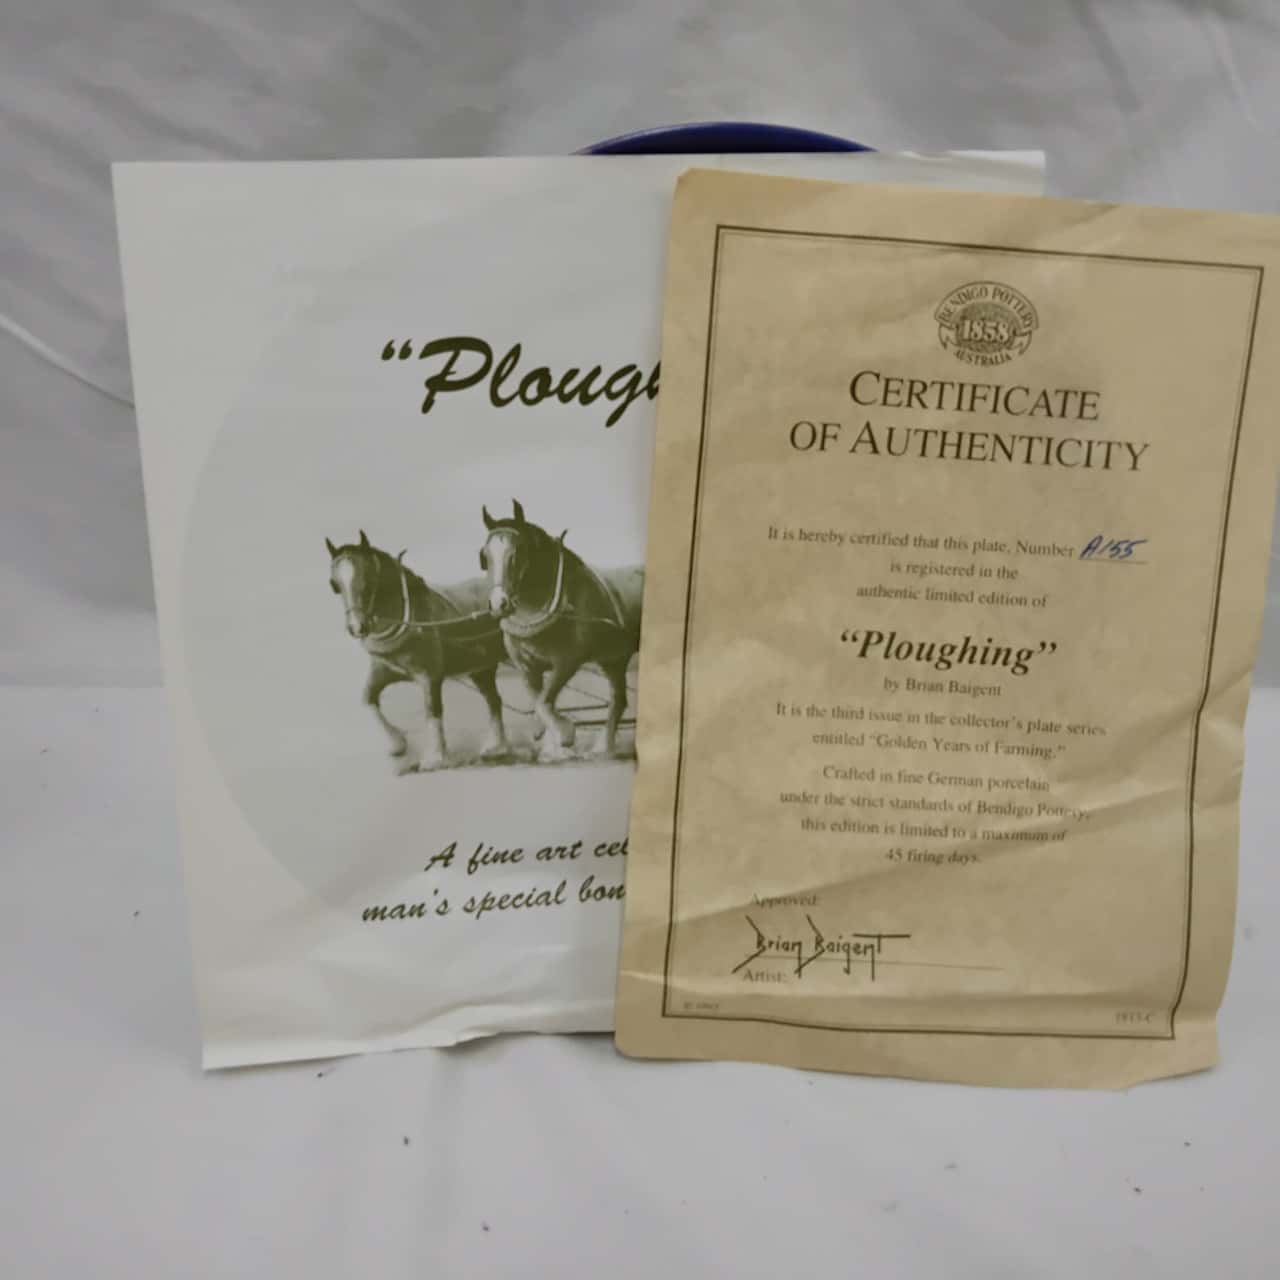 "Plough
A fine art cel
man's special bon
BENDIGO POTTERY
1858
AUSTRALIA
CERTIFICATE
OF AUTHENTICITY
It is hereby certified that this plate, Number A155
is registered in the
authentic limited edition of
"Ploughing"
by Brian Baigent
It is the third issue in the collector's plate series
entitled "Golden Years of Farming."
Crafted in fine German porcelain
under the strict standards of Bendigo Pottery,
this edition is limited to a maximum of
45 firing days.
Approved:
Brian Baigent
Artist: